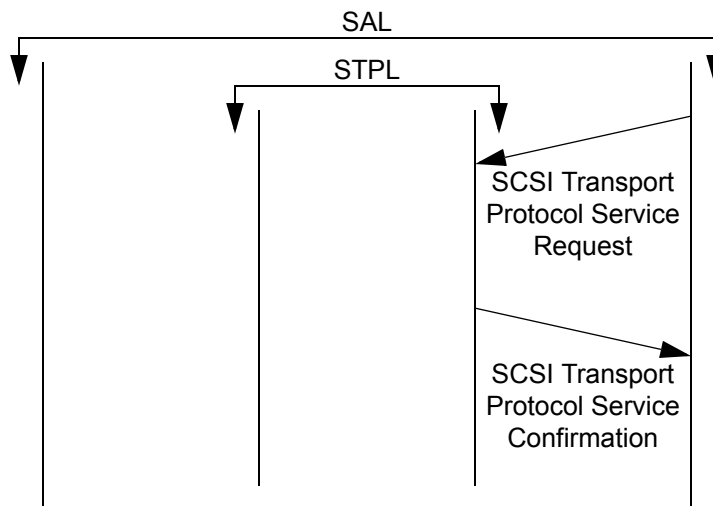 SAL
STPL
SCSI Transport
Protocol Service
Request
SCSI Transport
Protocol Service
Confirmation